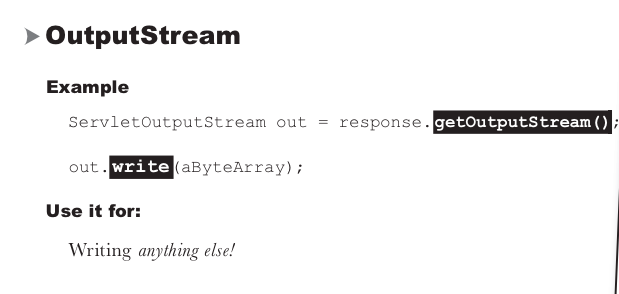 OutputStream
Example
ServletOutputStream out = response.getOutputStream();
out.write(aByteArray);
Use it for:
Writing anything else!